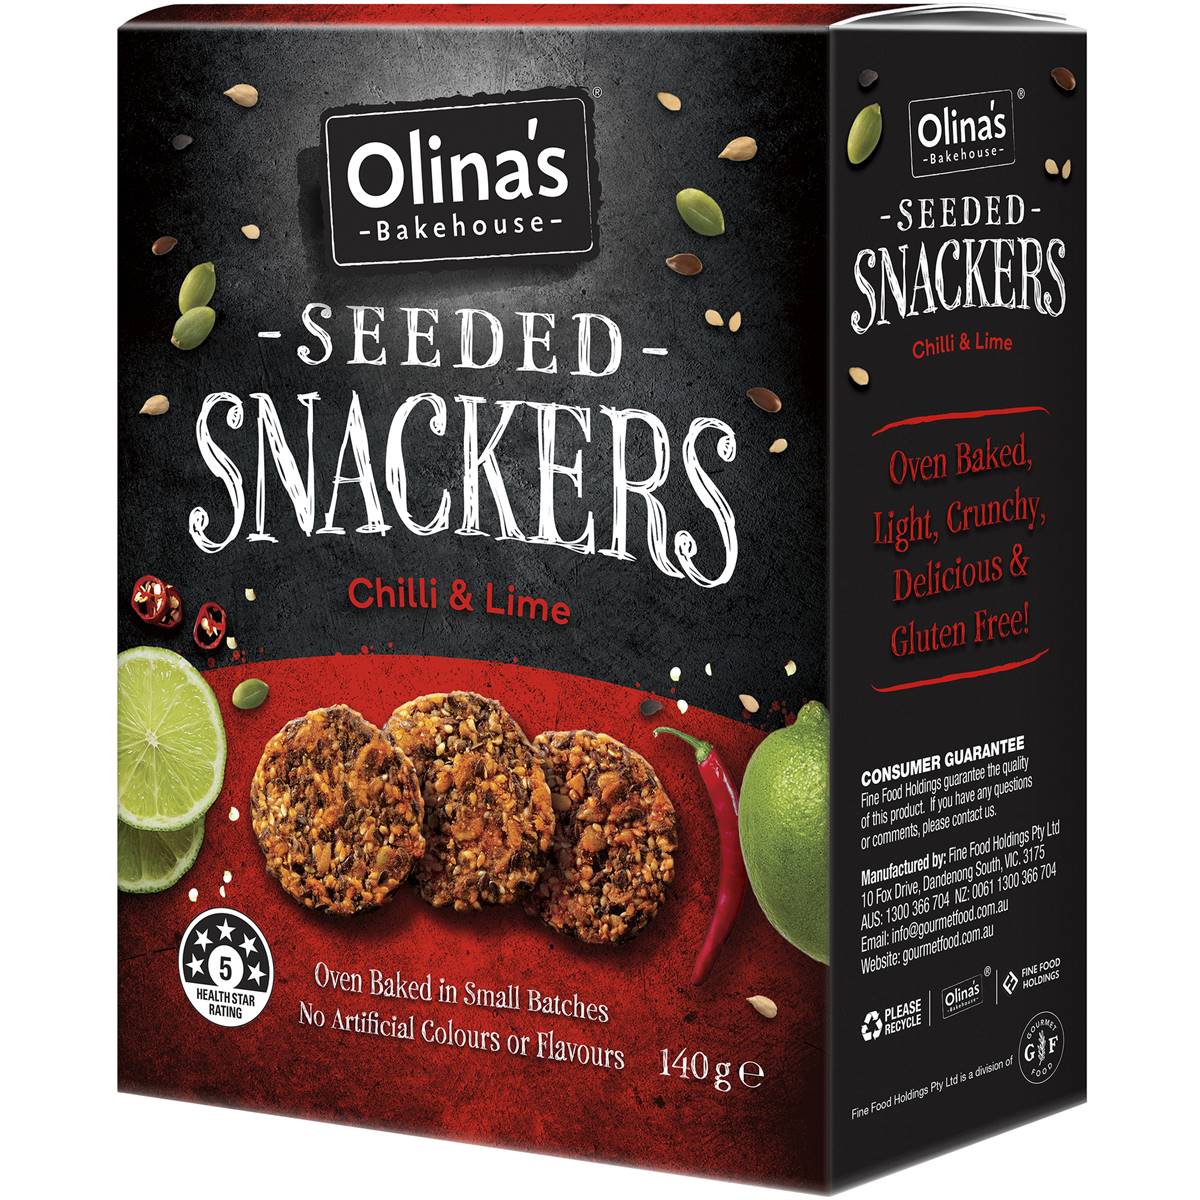 Olina's
®
-Bakehouse-
-SEEDED-
SNACKERS
Chilli & Lime
5
HEALTH STAR
RATING
Oven Baked in Small Batches
No Artificial Colours or Flavours
140g e
Olina's
®
-Bakehouse-
-SEEDED-
SNACKERS
Chilli & Lime
Oven Baked,
Light, Crunchy,
Delicious &
Gluten Free!
CONSUMER GUARANTEE
Fine Food Holdings guarantee the quality
of this product. If you have any questions
or comments, please contact us.
Manufactured by: Fine Food Holdings Pty Ltd
10 Fox Drive, Dandenong South, VIC. 3175
AUS: 1300 366 704 NZ: 0061 1300 366 704
Email: info@gourmetfood.com.au
Website: gourmetfood.com.au
PLEASE
RECYCLE
Olina's
®
-Bakehouse-
FINE FOOD
HOLDINGS
Fine Food Holdings Pty Ltd is a division of
GOURMET
G F
FOOD